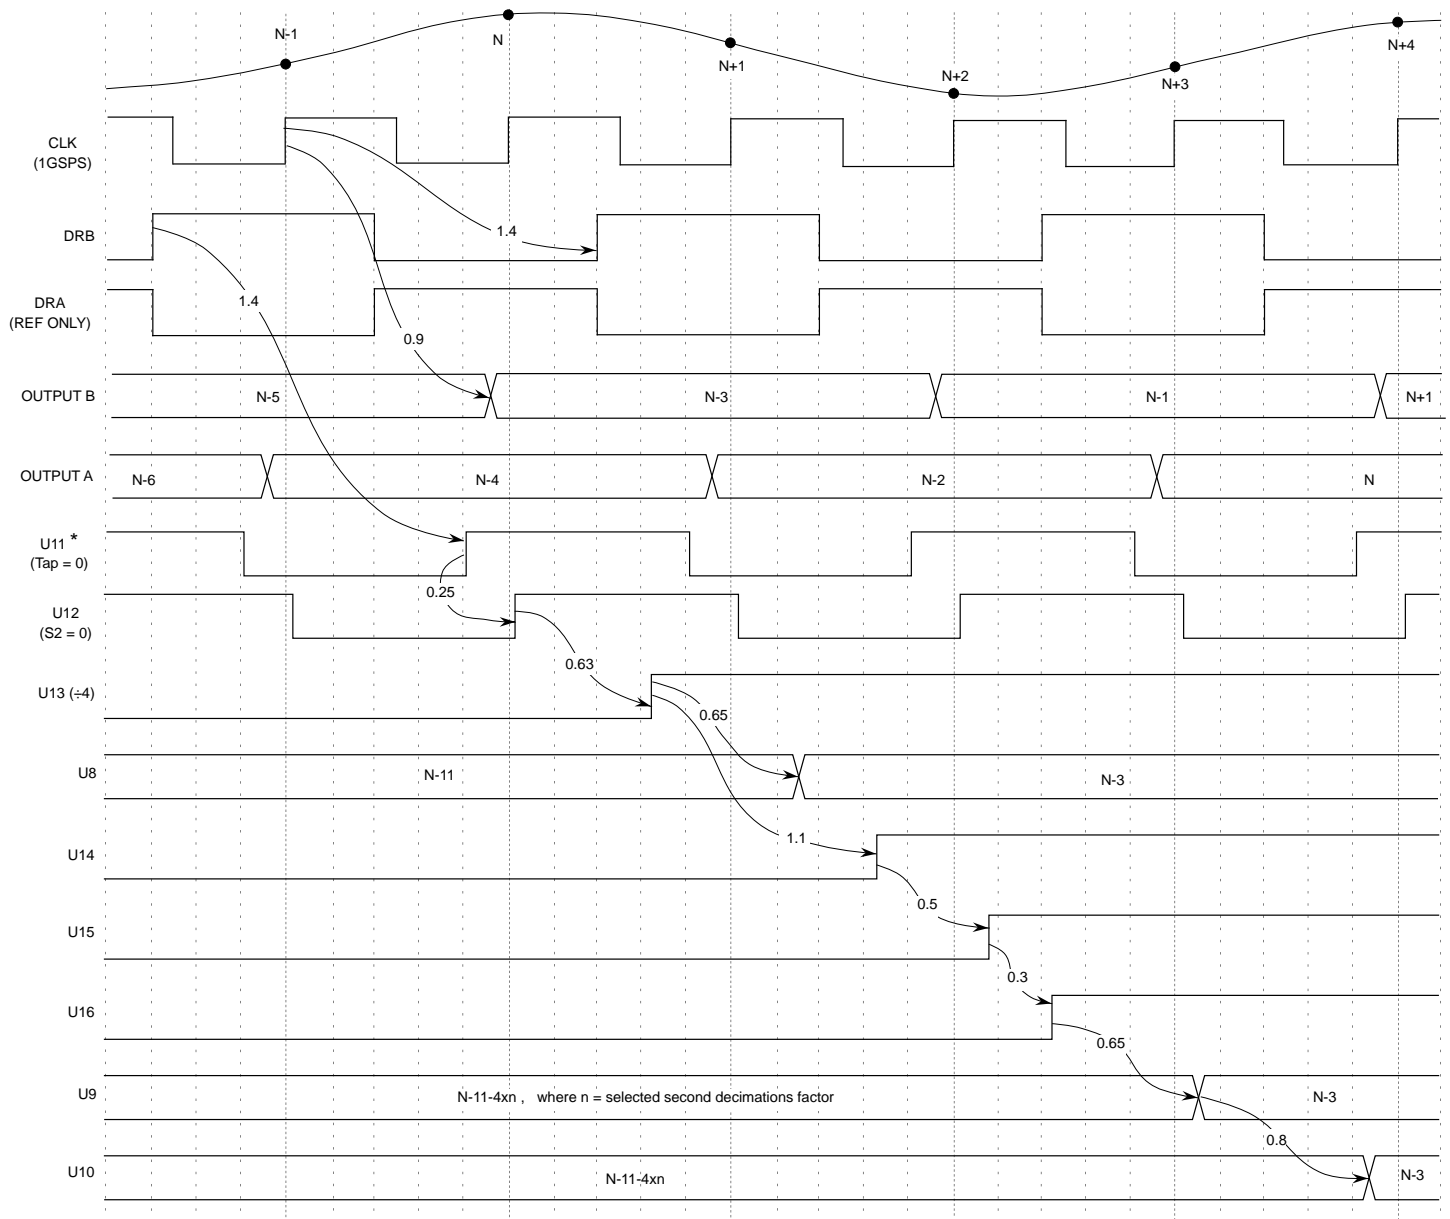 N-1
N
N+1
N+2
N+3
N+4
CLK
(1GSPS)
DRB
1.4
DRA
(REF ONLY)
1.4
0.9
OUTPUT B
N-5
N-3
N-1
N+1
OUTPUT A
N-6
N-4
N-2
N
U11 *
(Tap = 0)
0.25
U12
(S2 = 0)
0.63
U13 (÷4)
0.65
U8
N-11
N-3
1.1
U14
0.5
U15
0.3
U16
0.65
U9
N-11-4xn , where n = selected second decimations factor
N-3
0.8
U10
N-11-4xn
N-3